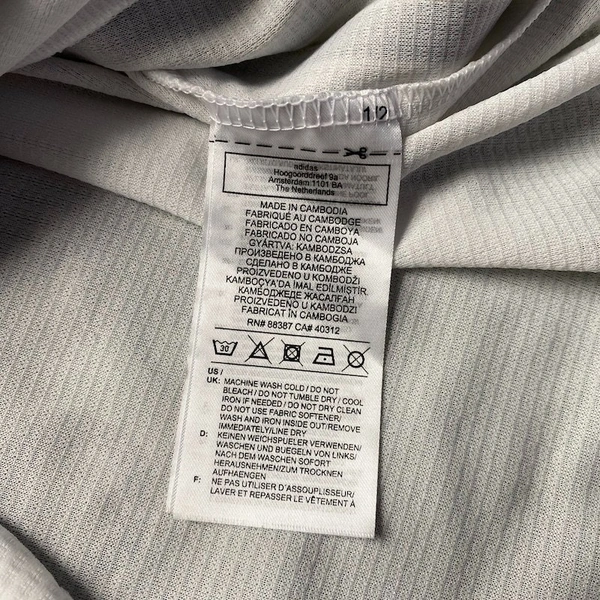 1/2
adidas
Hoogoorddreef 9a
Amsterdam 1101 BA
The Netherlands
MADE IN CAMBODIA
FABRIQUÉ AU CAMBODGE
FABRICADO EN CAMBOYA
FABRICADO NO CAMBOJA
GYÁRTVA: KAMBODZSA
ПРОИЗВЕДЕНО В КАМБОДЖА
СДЕЛАНО В КАМБОДЖЕ
PROIZVEDENO U KOMBODŽI
KAMBOÇYA'DA İMAL EDİLMİŞTİR
КАМБОДЖЕДЕ ЖАСАЛҒАН
PROIZVEDENO U KAMBODZI
FABRICAT ÎN CAMBOGIA
RN# 88387 CA# 40312
30
US /
UK: MACHINE WASH COLD / DO NOT
BLEACH / DO NOT TUMBLE DRY / COOL
IRON IF NEEDED / DO NOT DRY CLEAN
DO NOT USE FABRIC SOFTENER/
WASH AND IRON INSIDE OUT/REMOVE
IMMEDIATELY/LINE DRY
D: KEINEN WEICHSPUELER VERWENDEN/
WASCHEN UND BUEGELN VON LINKS/
NACH DEM WASCHEN SOFORT
HERAUSNEHMEN/ZUM TROCKNEN
AUFHAENGEN
F: NE PAS UTILISER D'ASSOUPLISSEUR/
LAVER ET REPASSER LE VÊTEMENT À